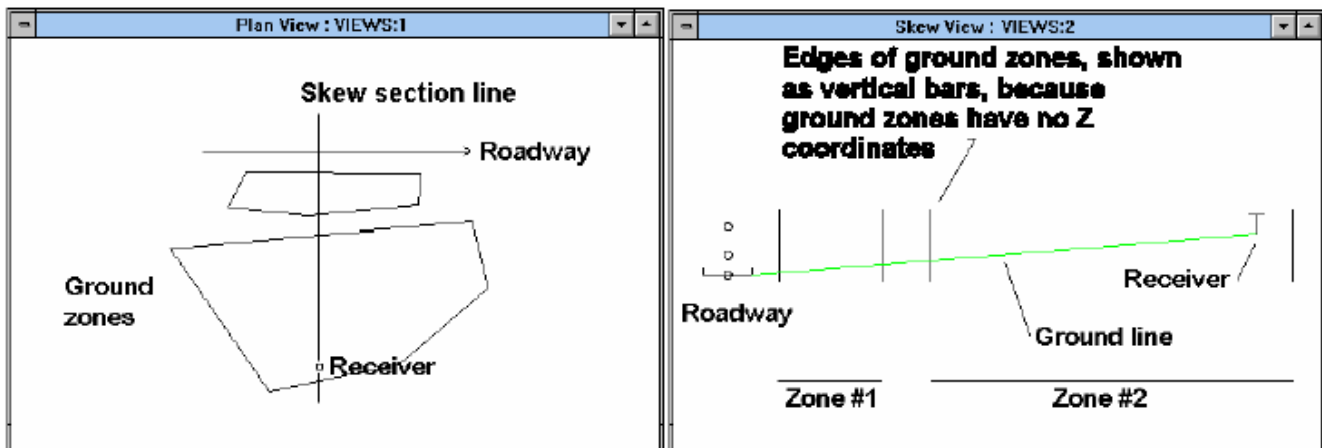 Plan View : VIEWS:1
Skew section line
Roadway
Ground
zones
Receiver
Skew View : VIEWS:2
Edges of ground zones, shown
as vertical bars, because
ground zones have no Z
coordinates
Receiver
Roadway
Ground line
Zone #1
Zone #2